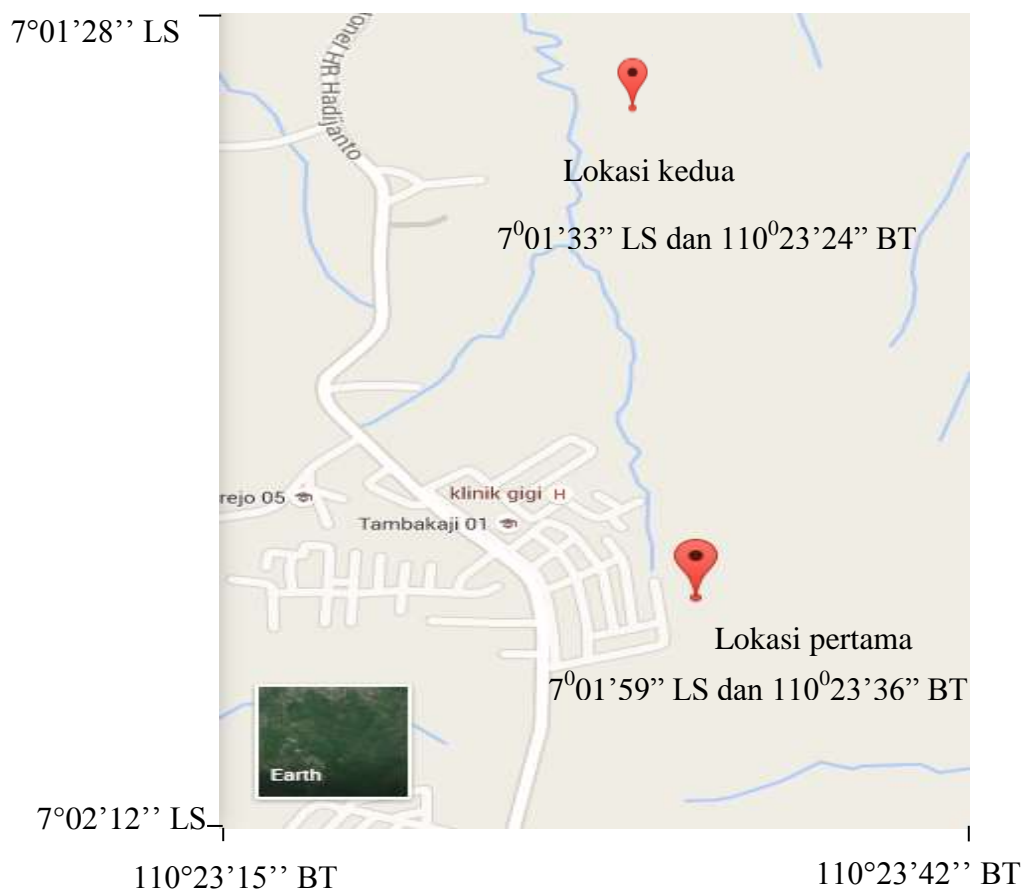 7°01’28’’ LS
onel HR Hadijanto
Lokasi kedua
7⁰01’33” LS dan 110⁰23’24” BT
klinik gigi H
rejo 05
Tambakaji 01
Lokasi pertama
7⁰01’59” LS dan 110⁰23’36” BT
Earth
7°02’12’’ LS
110°23’15’’ BT
110°23’42’’ BT